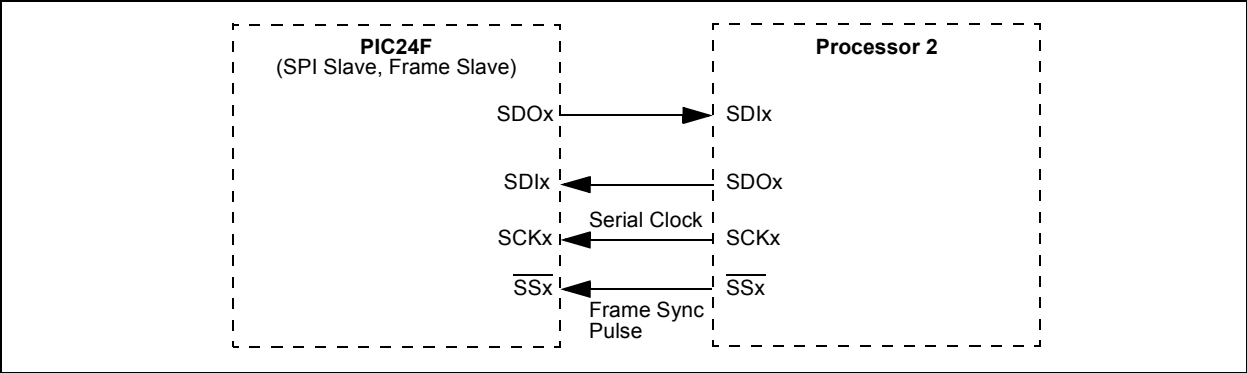 PIC24F
(SPI Slave, Frame Slave)
Processor 2
SDOx
SDIx
SDIx
SDOx
Serial Clock
SCKx
SCKx
SSx
SSx
Frame Sync
Pulse